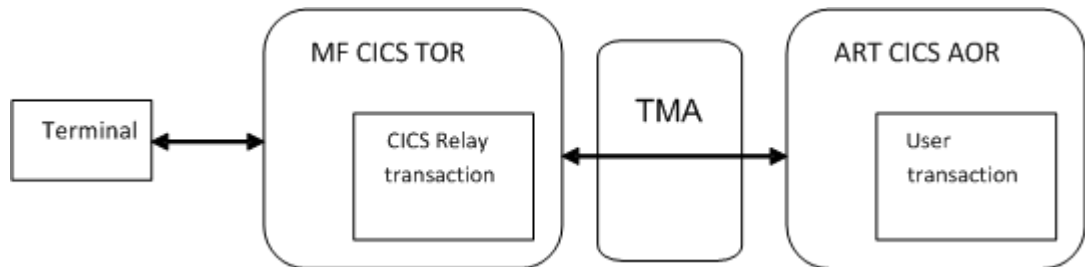 MF CICS TOR
ART CICS AOR
TMA
Terminal
CICS Relay
transaction
User
transaction